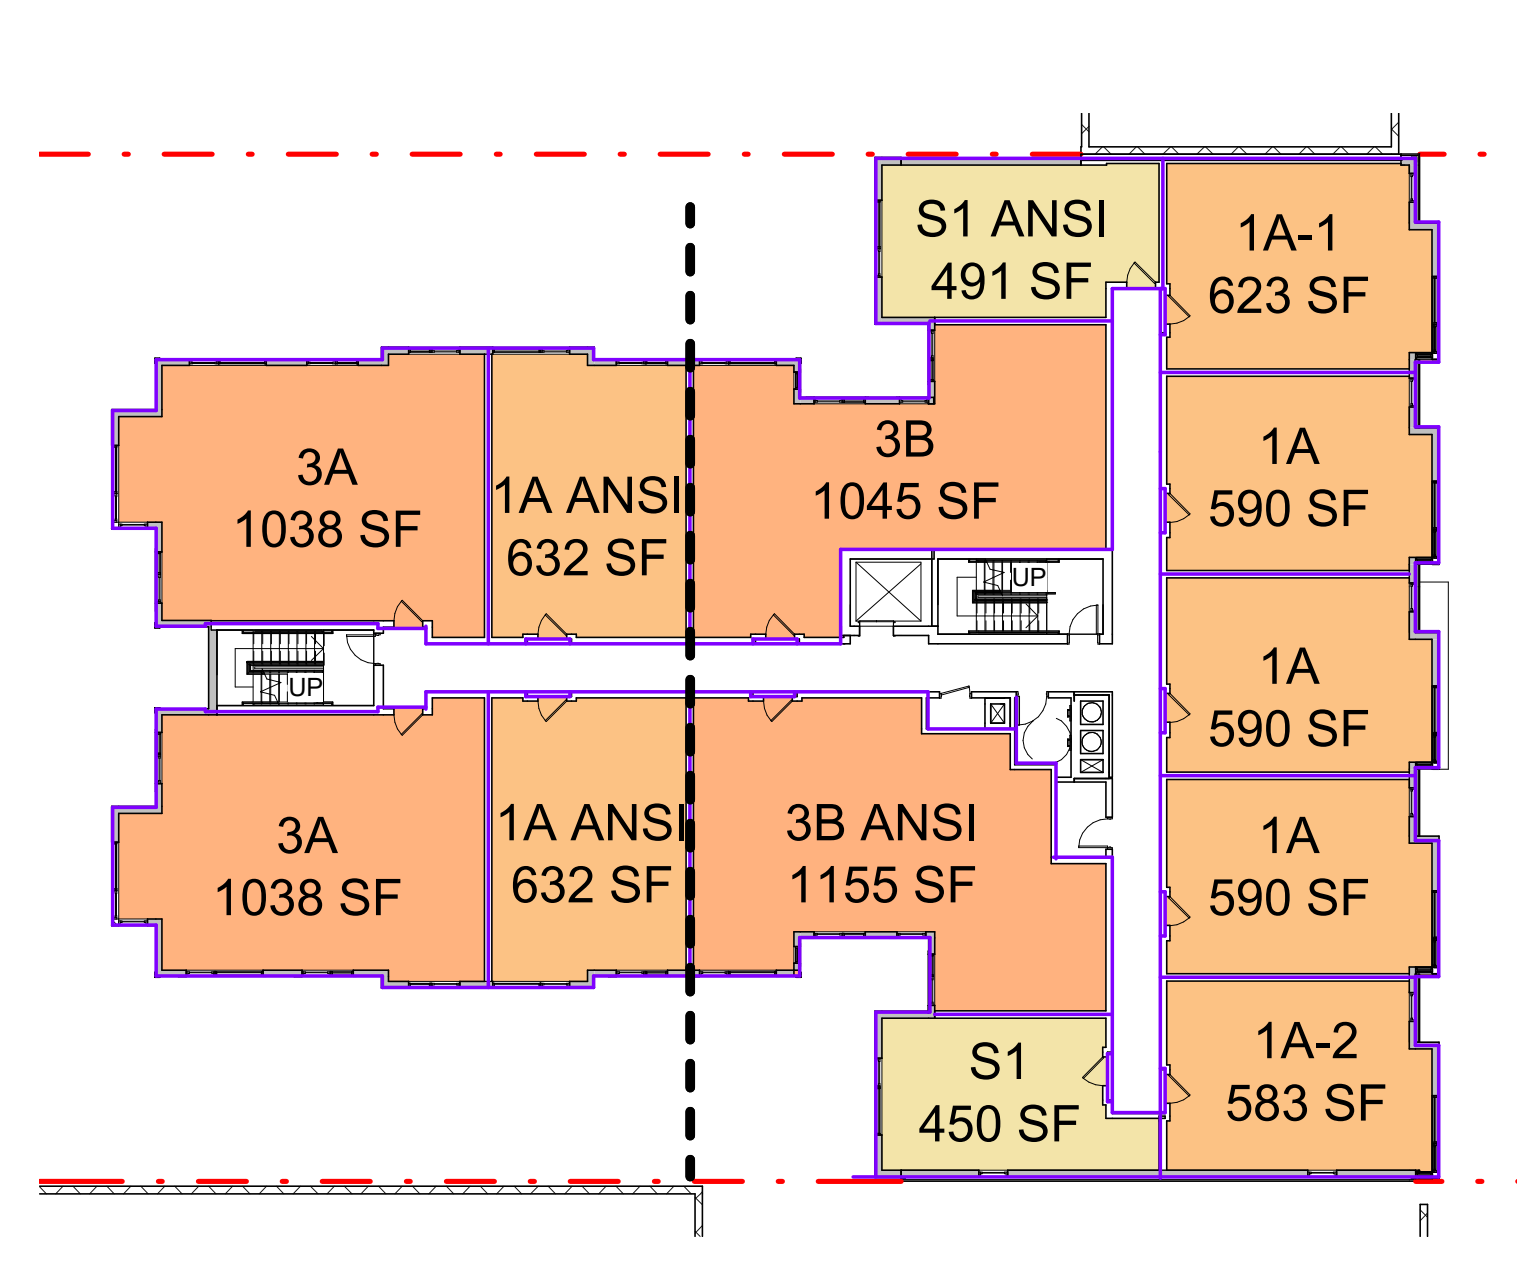 S1 ANSI
491 SF
1A-1
623 SF
3A
1038 SF
1A ANSI
632 SF
3B
1045 SF
1A
590 SF
UP
UP
1A
590 SF
3A
1038 SF
1A ANSI
632 SF
3B ANSI
1155 SF
1A
590 SF
S1
450 SF
1A-2
583 SF